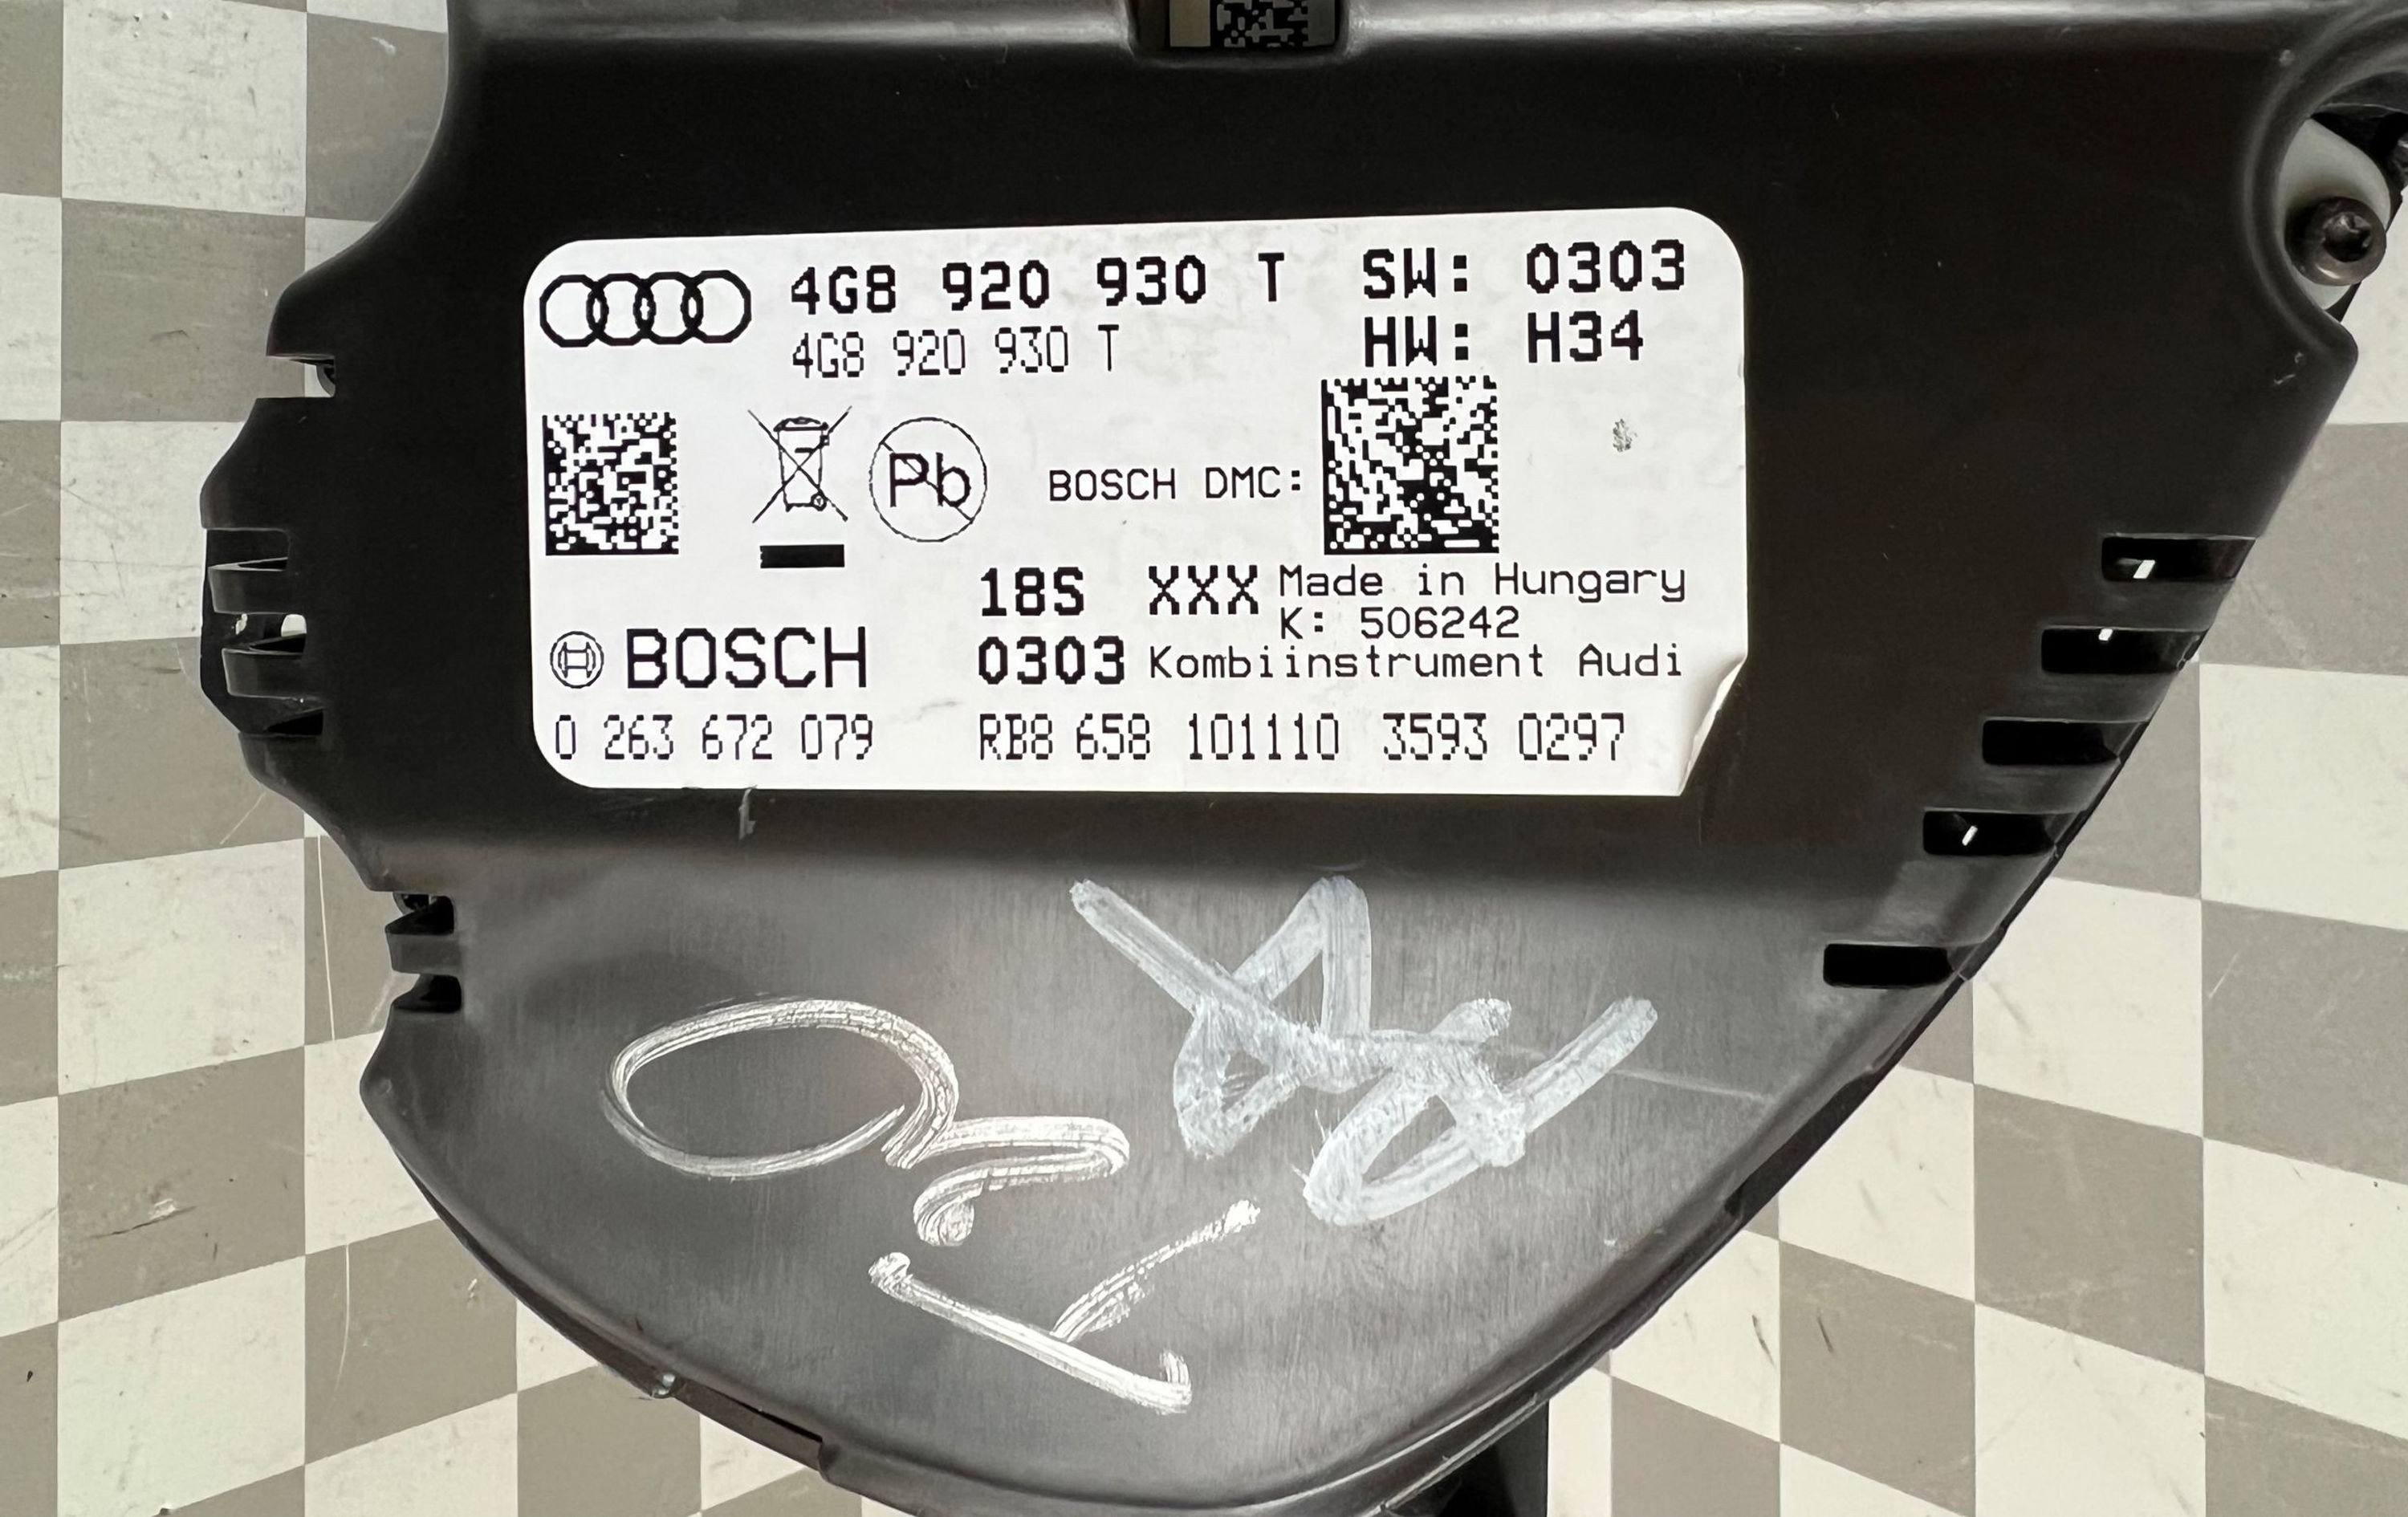 4G8 920 930 T SW: 0303
4G8 920 930 T HW: H34
Pb BOSCH DMC:
18S XXX Made in Hungary
K: 506242
BOSCH 0303 Kombiinstrument Audi
0 263 672 079 RB8 658 101110 3593 0297